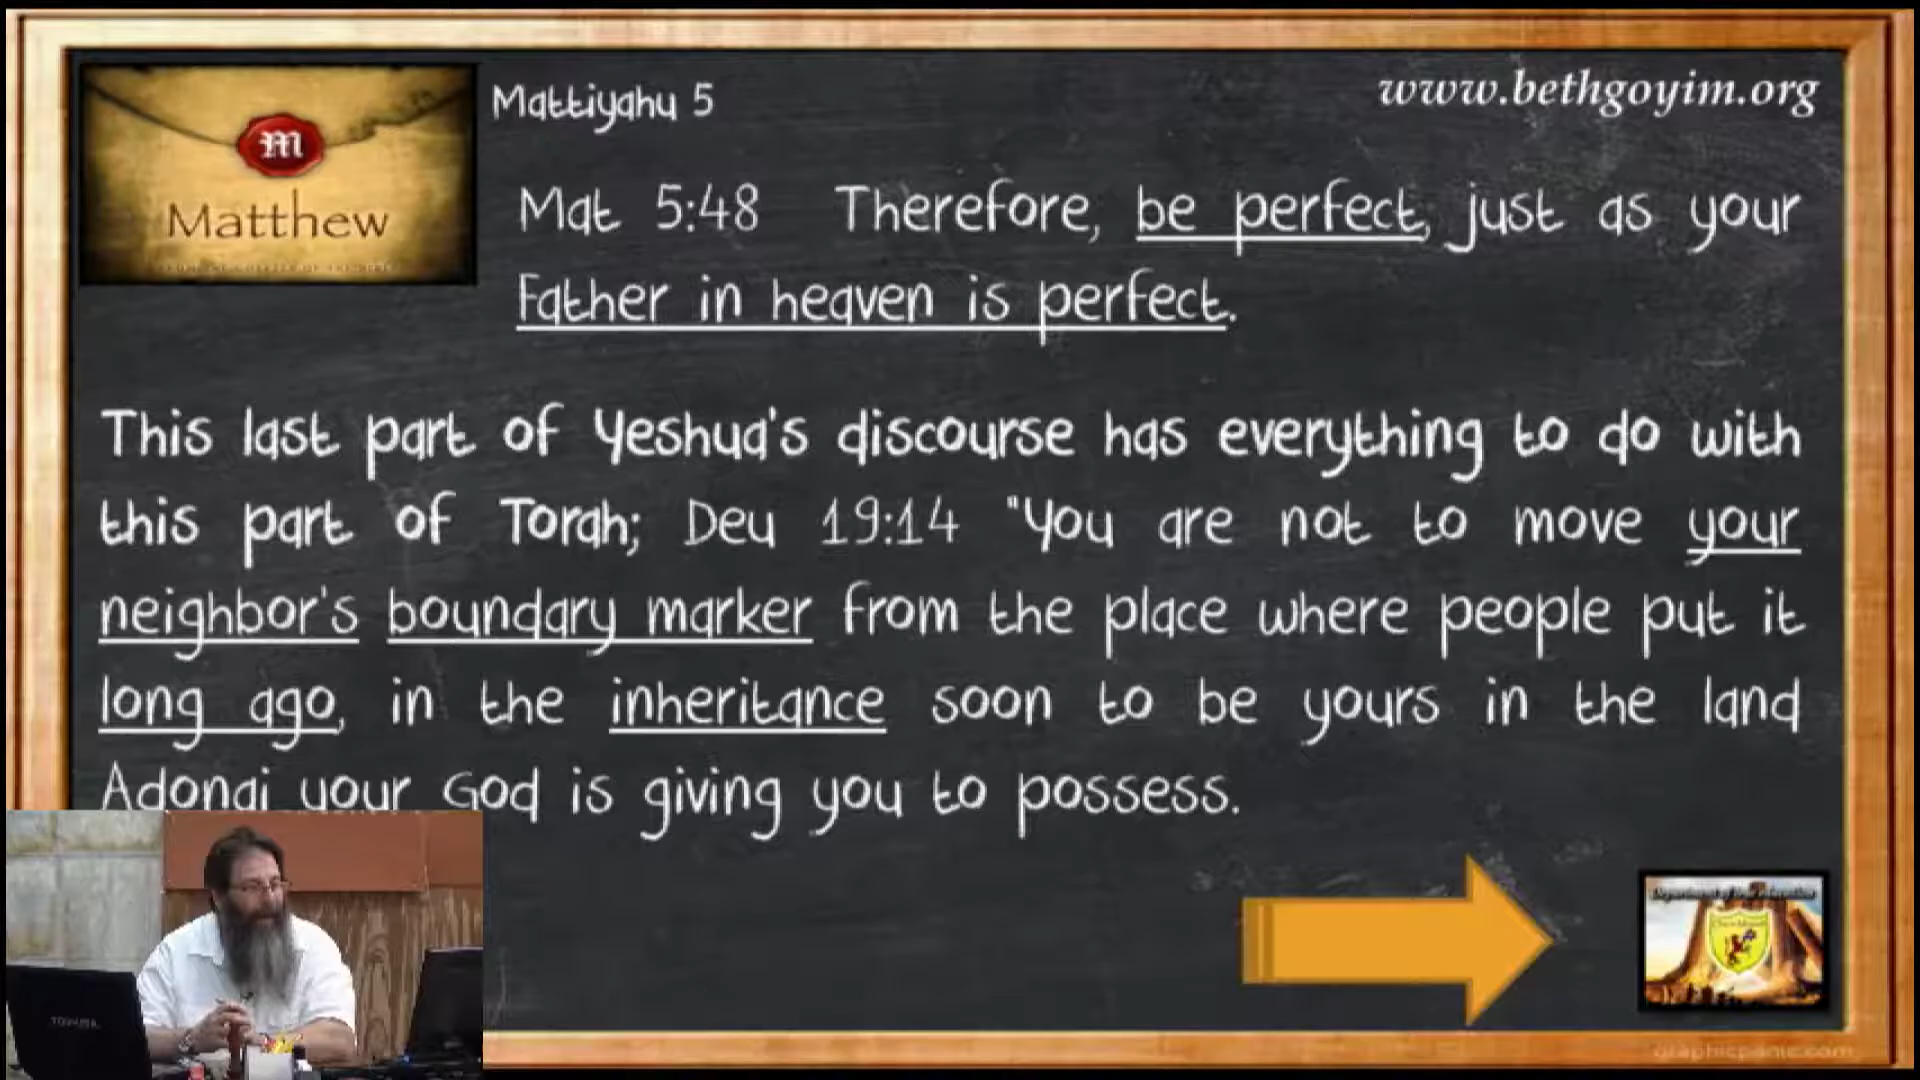 Mattiyahu 5
www.bethgoyim.org
M
Matthew
Mat 5:48 Therefore, be perfect, just as your
Father in heaven is perfect.
This last part of Yeshua's discourse has everything to do with
this part of Torah; Deu 19:14 "You are not to move your
neighbor's boundary marker from the place where people put it
long ago, in the inheritance soon to be yours in the land
Adonai your God is giving you to possess.
TOSHIBA
graphicpanic.com